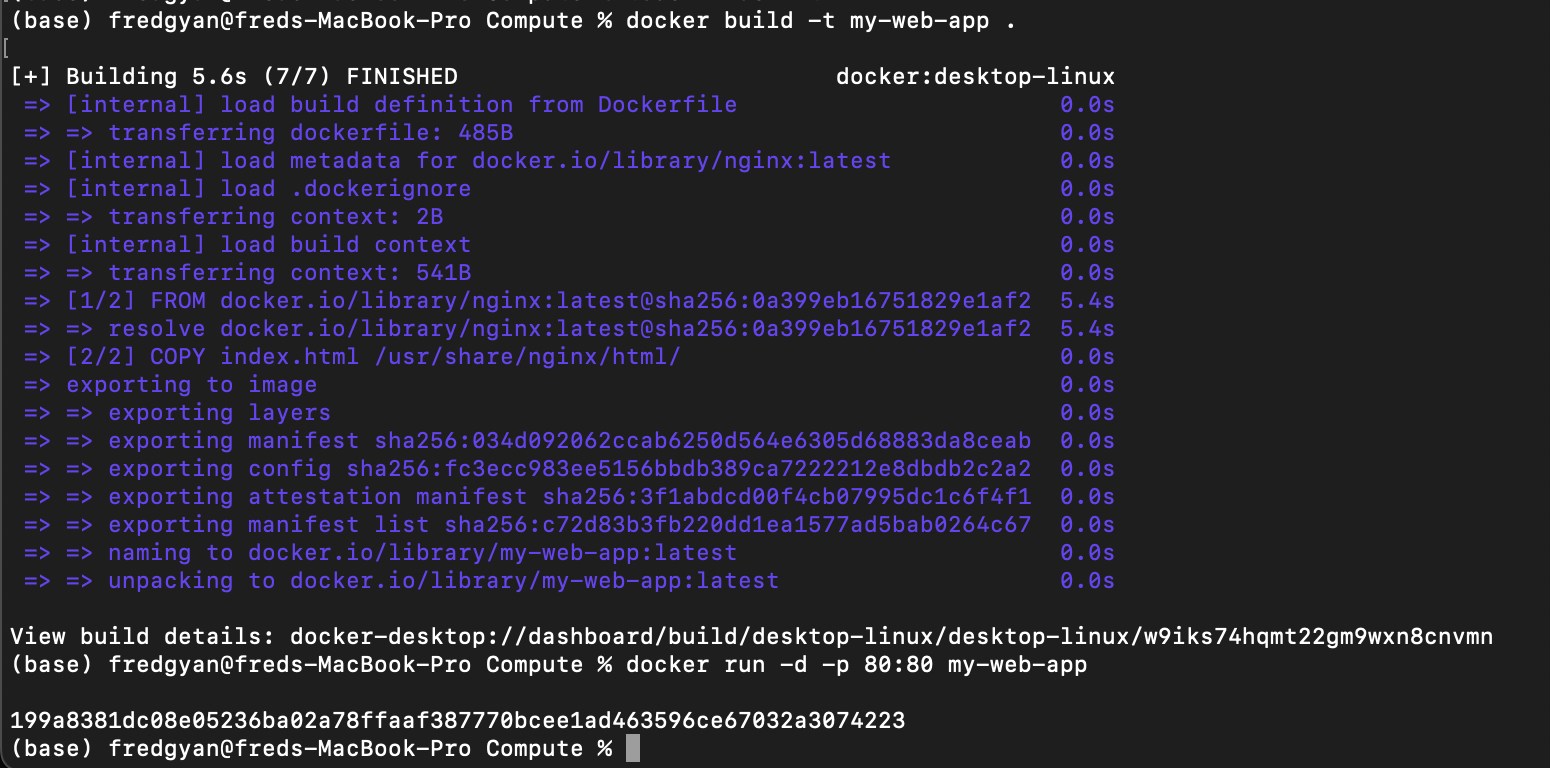 (base) fredgyan@freds-MacBook-Pro Compute % docker build -t my-web-app .
[
[+] Building 5.6s (7/7) FINISHED docker:desktop-linux
=> [internal] load build definition from Dockerfile 0.0s
=> => transferring dockerfile: 485B 0.0s
=> [internal] load metadata for docker.io/library/nginx:latest 0.0s
=> [internal] load .dockerignore 0.0s
=> => transferring context: 2B 0.0s
=> [internal] load build context 0.0s
=> => transferring context: 541B 0.0s
=> [1/2] FROM docker.io/library/nginx:latest@sha256:0a399eb16751829e1af2 5.4s
=> => resolve docker.io/library/nginx:latest@sha256:0a399eb16751829e1af2 5.4s
=> [2/2] COPY index.html /usr/share/nginx/html/ 0.0s
=> exporting to image 0.0s
=> => exporting layers 0.0s
=> => exporting manifest sha256:034d092062ccab6250d564e6305d68883da8ceab 0.0s
=> => exporting config sha256:fc3ecc983ee5156bbdb389ca7222212e8dbdb2c2a2 0.0s
=> => exporting attestation manifest sha256:3f1abdcd00f4cb07995dc1c6f4f1 0.0s
=> => exporting manifest list sha256:c72d83b3fb220dd1ea1577ad5bab0264c67 0.0s
=> => naming to docker.io/library/my-web-app:latest 0.0s
=> => unpacking to docker.io/library/my-web-app:latest 0.0s
View build details: docker-desktop://dashboard/build/desktop-linux/desktop-linux/w9iks74hqmt22gm9wxn8cnvmn
(base) fredgyan@freds-MacBook-Pro Compute % docker run -d -p 80:80 my-web-app
199a8381dc08e05236ba02a78ffaaf387770bcee1ad463596ce67032a3074223
(base) fredgyan@freds-MacBook-Pro Compute %